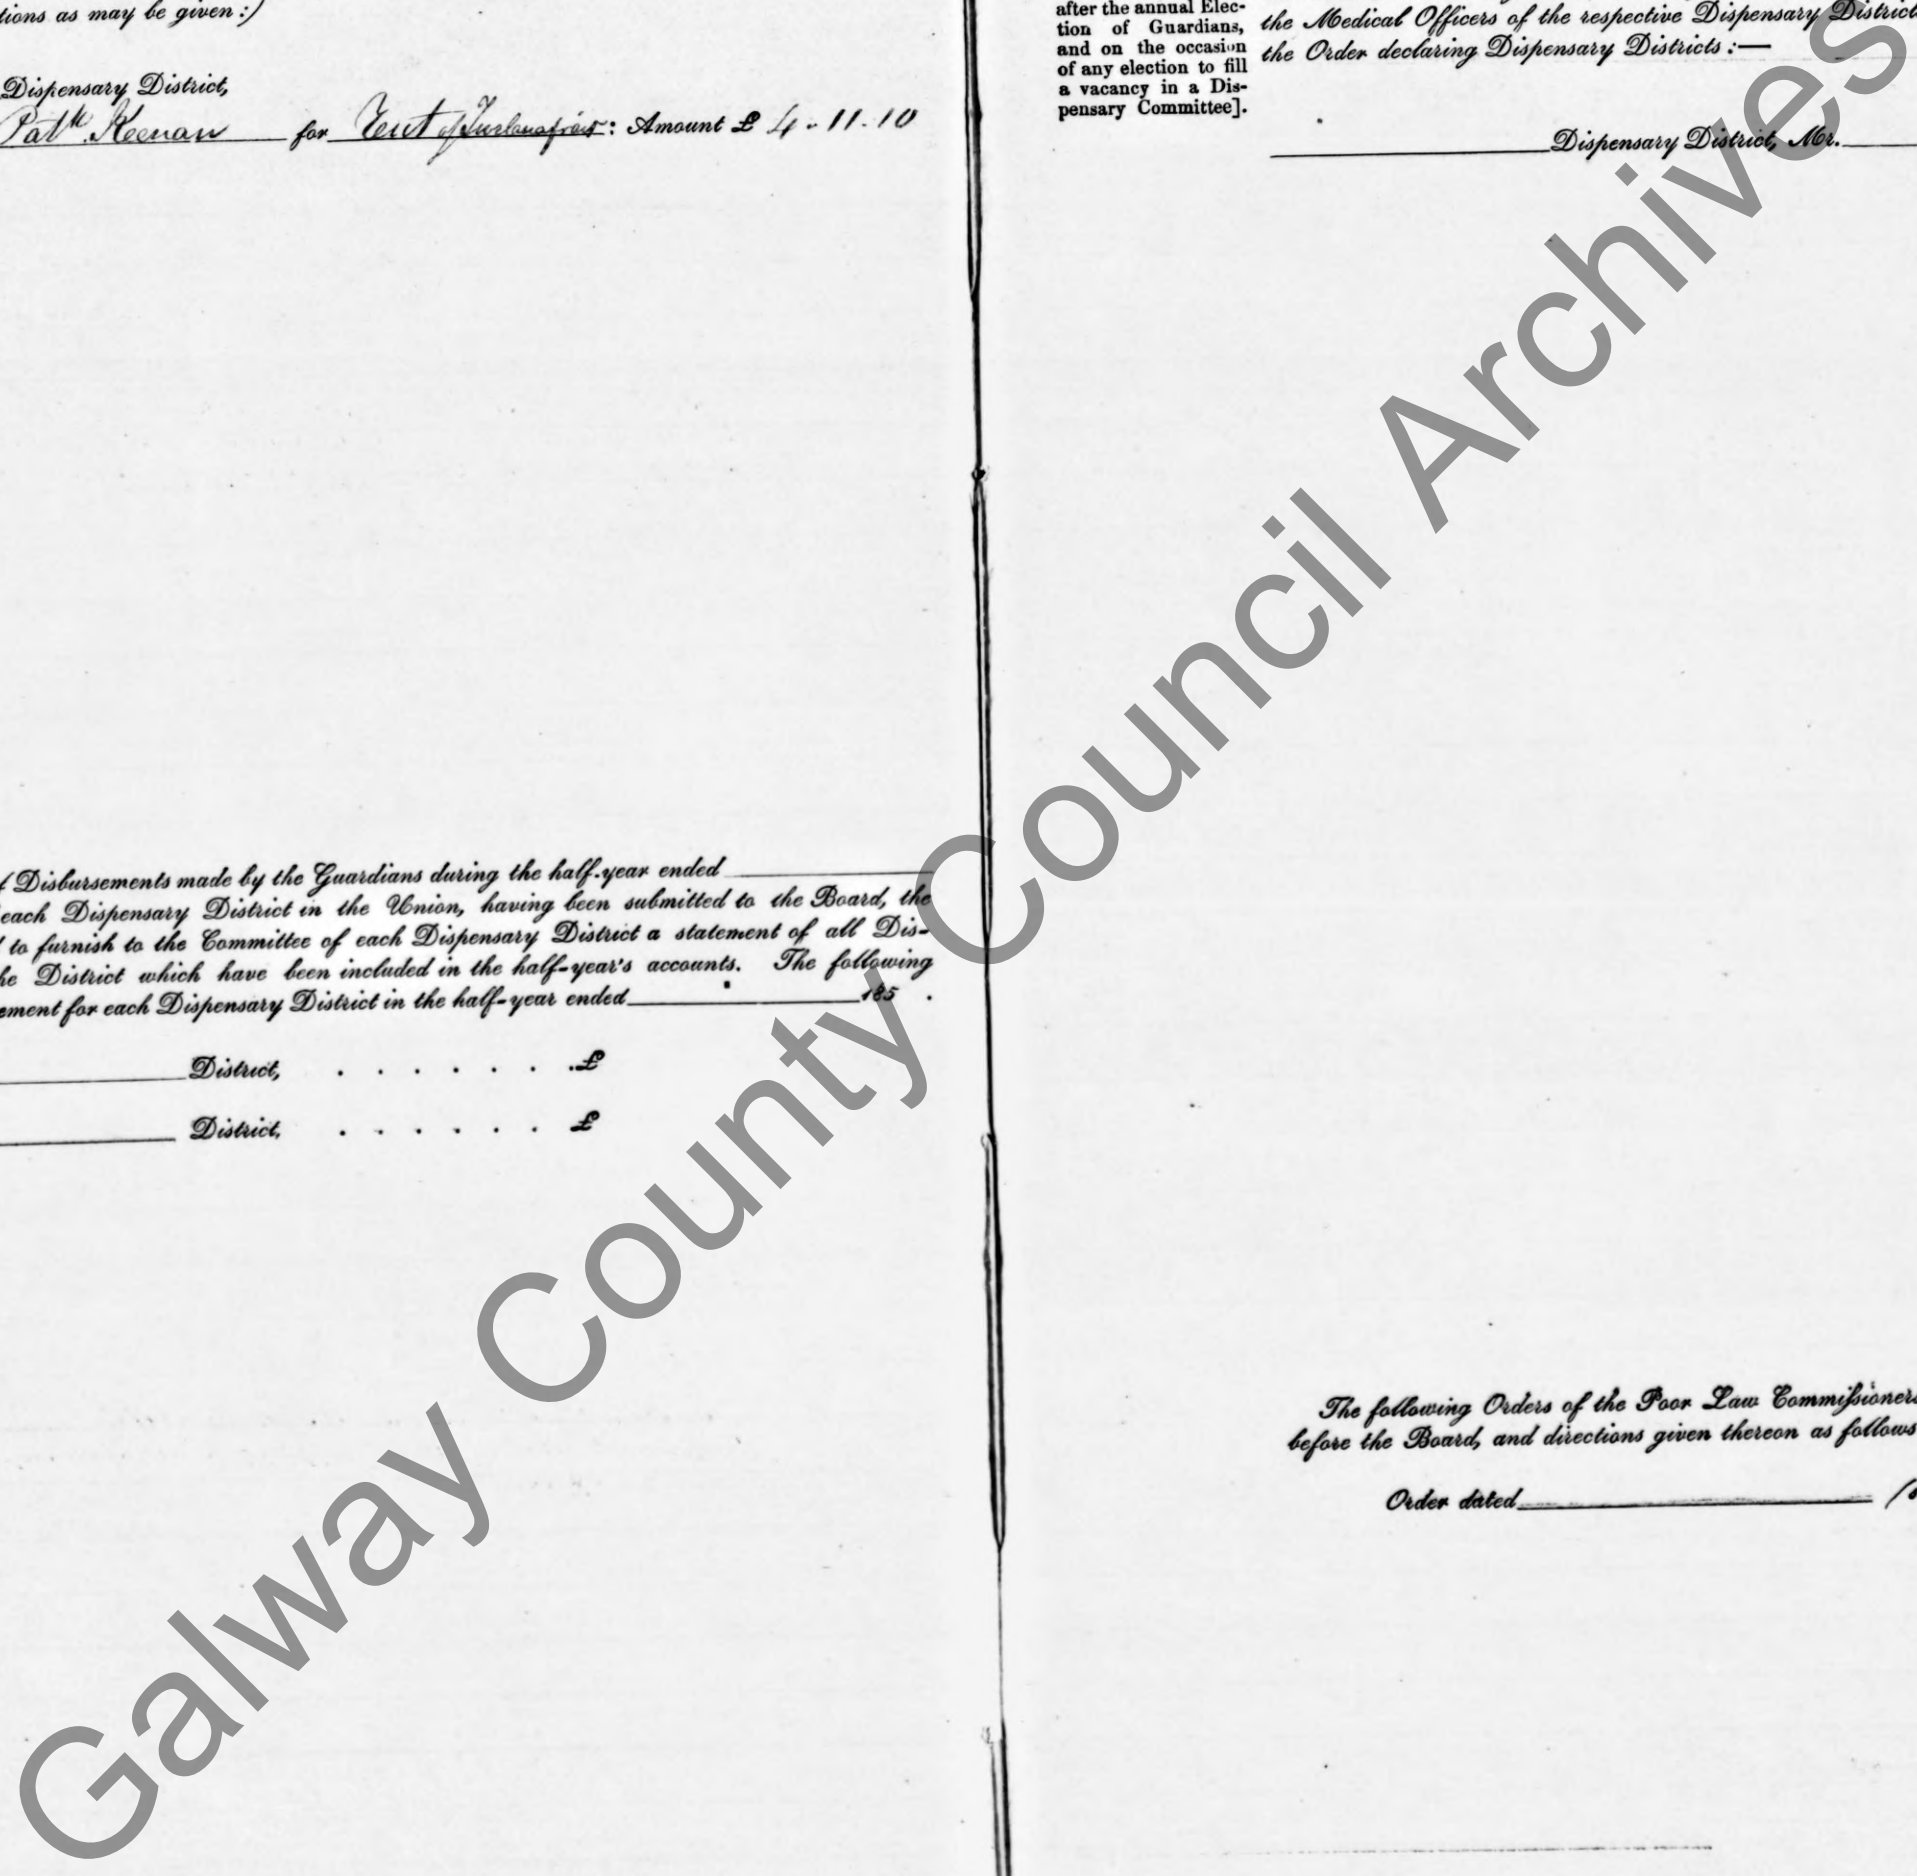 tions as may be given:)
Dispensary District,
Patk. Keenan for Rent of : Amount £ 4-11-10
Disbursements made by the Guardians during the half-year ended
each Dispensary District in the Union, having been submitted to the Board, the
to furnish to the Committee of each Dispensary District a statement of all Dis-
he District which have been included in the half-year's accounts. The following
ement for each Dispensary District in the half-year ended 185 .
District, . . . . . . . £
District, . . . . . . £
after the annual Elec-
tion of Guardians,
and on the occasion
of any election to fill
a vacancy in a Dis-
pensary Committee].
the Medical Officers of the respective Dispensary District
the Order declaring Dispensary Districts :—
Dispensary District, Mr.
The following Orders of the Poor Law Commissioners
before the Board, and directions given thereon as follows
Order dated
Galway County Council Archives